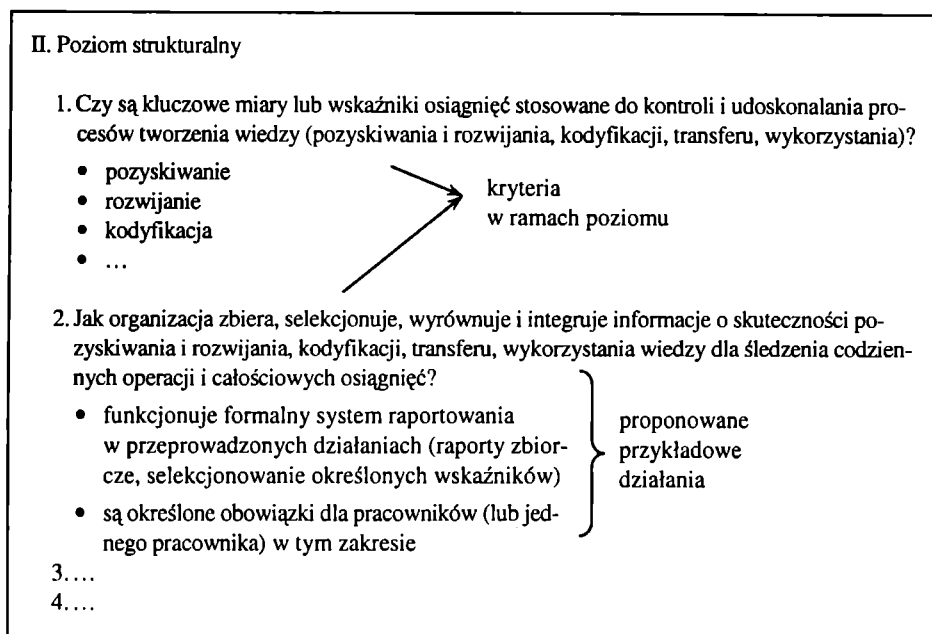 II. Poziom strukturalny
1. Czy są kluczowe miary lub wskaźniki osiągnięć stosowane do kontroli i udoskonalania pro-
cesów tworzenia wiedzy (pozyskiwania i rozwijania, kodyfikacji, transferu, wykorzystania)?
• pozyskiwanie
• rozwijanie
• kodyfikacja
• ...
kryteria
w ramach poziomu
2. Jak organizacja zbiera, selekcjonuje, wyrównuje i integruje informacje o skuteczności po-
zyskiwania i rozwijania, kodyfikacji, transferu, wykorzystania wiedzy dla śledzenia codzien-
nych operacji i całościowych osiągnięć?
• funkcjonuje formalny system raportowania
w przeprowadzonych działaniach (raporty zbior-
cze, selekcjonowanie określonych wskaźników)
• są określone obowiązki dla pracowników (lub jed-
nego pracownika) w tym zakresie
proponowane
przykładowe
działania
3. ...
4. ...